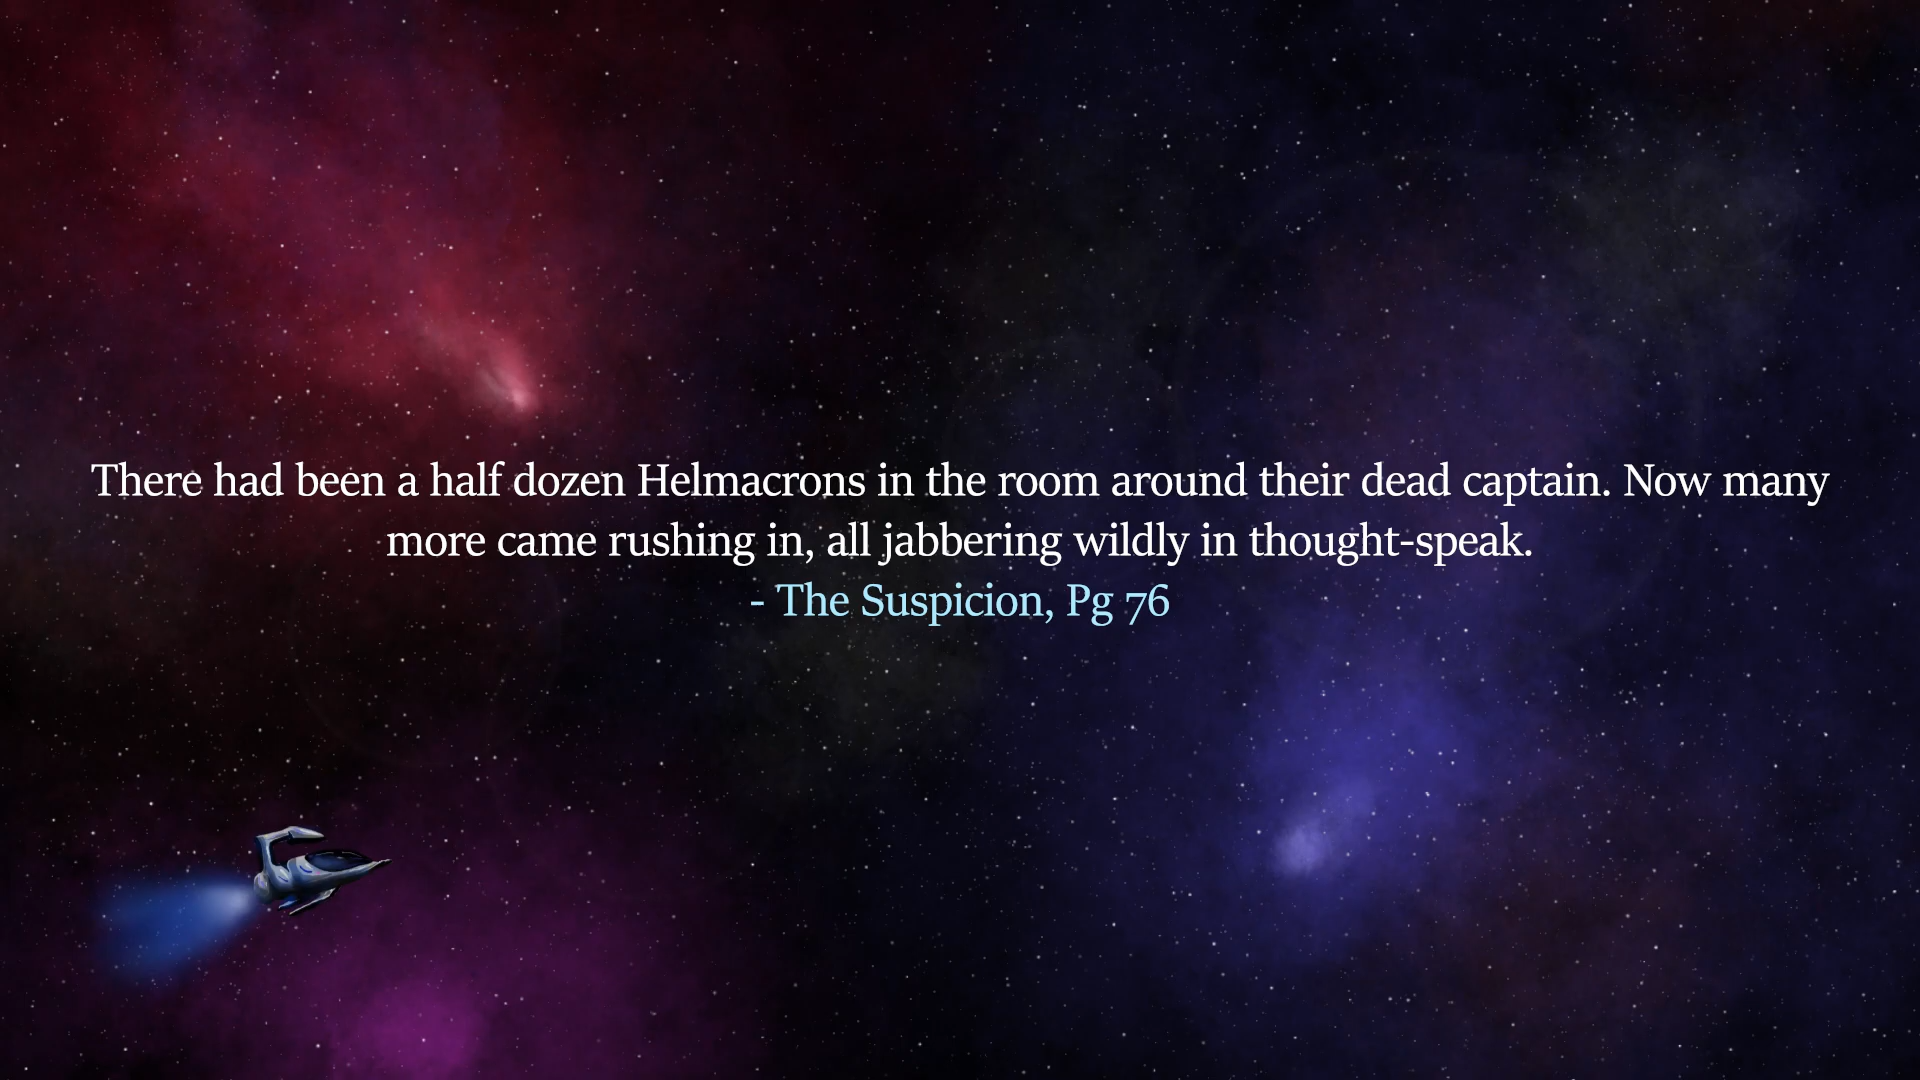 There had been a half dozen Helmacrons in the room around their dead captain. Now many
more came rushing in, all jabbering wildly in thought-speak.
- The Suspicion, Pg 76